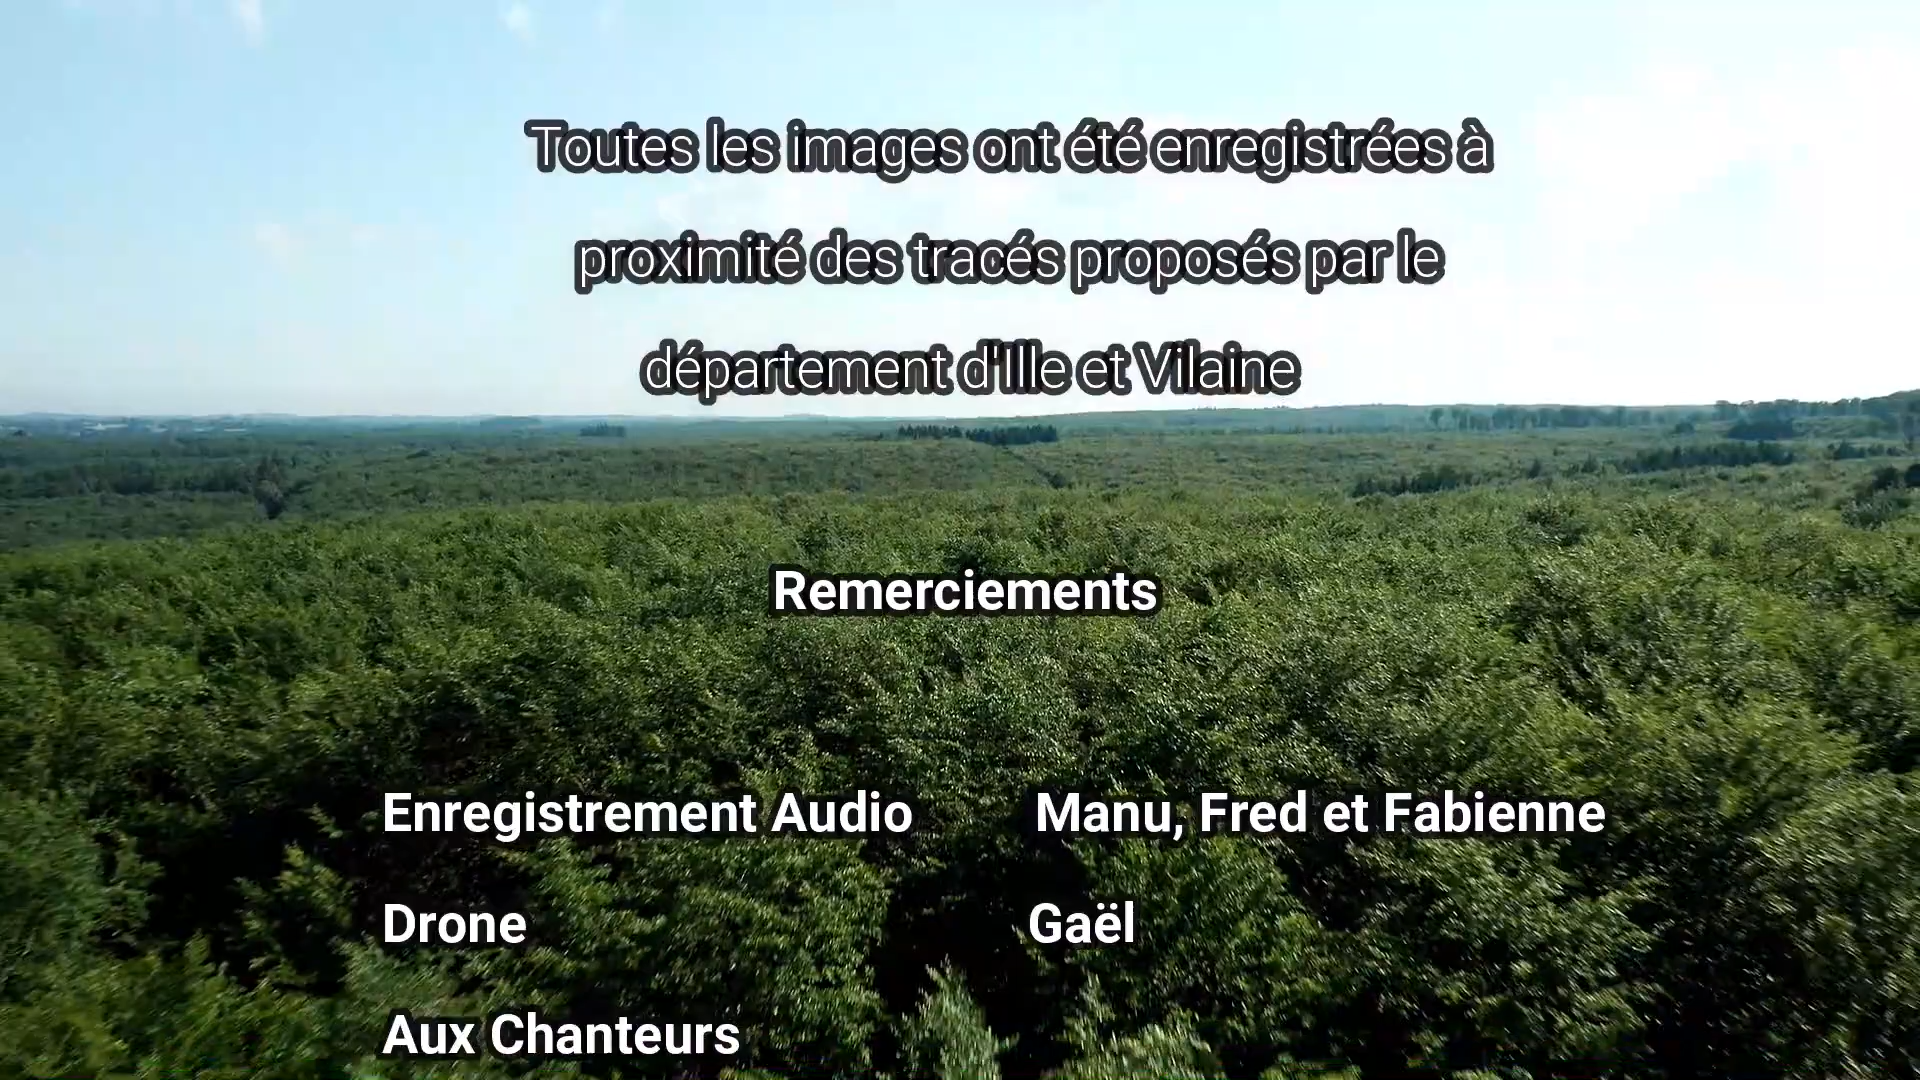 Toutes les images ont été enregistrées à
proximité des tracés proposés par le
département d'Ille et Vilaine
Remerciements
Enregistrement Audio Manu, Fred et Fabienne
Drone Gaël
Aux Chanteurs